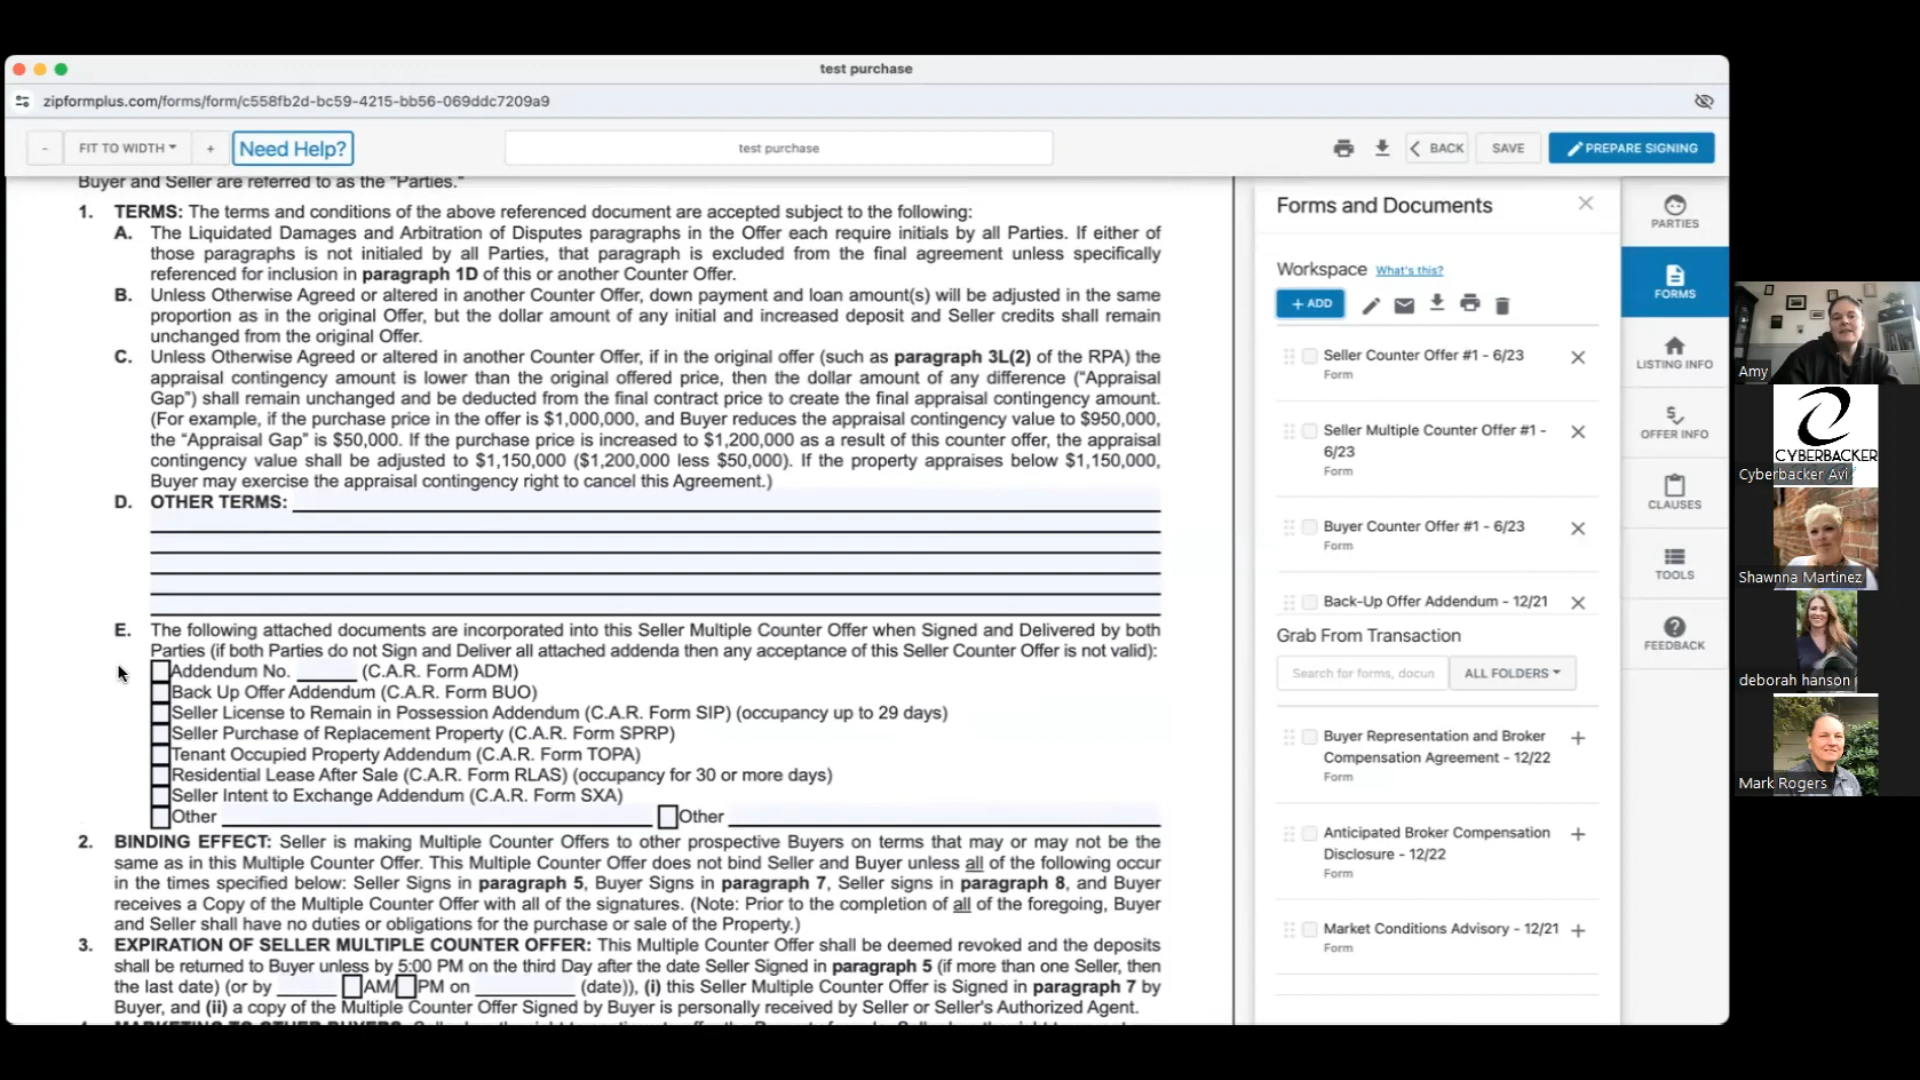 test purchase
zipformplus.com/forms/form/c558fb2d-bc59-4215-bb56-069ddc7209a9
-
FIT TO WIDTH
+
Need Help?
test purchase
BACK
SAVE
PREPARE SIGNING
Buyer and Seller are referred to as the "Parties."
1. TERMS: The terms and conditions of the above referenced document are accepted subject to the following:
A. The Liquidated Damages and Arbitration of Disputes paragraphs in the Offer each require initials by all Parties. If either of
those paragraphs is not initialed by all Parties, that paragraph is excluded from the final agreement unless specifically
referenced for inclusion in paragraph 1D of this or another Counter Offer.
B. Unless Otherwise Agreed or altered in another Counter Offer, down payment and loan amount(s) will be adjusted in the same
proportion as in the original Offer, but the dollar amount of any initial and increased deposit and Seller credits shall remain
unchanged from the original Offer.
C. Unless Otherwise Agreed or altered in another Counter Offer, if in the original offer (such as paragraph 3L(2) of the RPA) the
appraisal contingency amount is lower than the original offered price, then the dollar amount of any difference ("Appraisal
Gap") shall remain unchanged and be deducted from the final contract price to create the final appraisal contingency amount.
(For example, if the purchase price in the offer is $1,000,000, and Buyer reduces the appraisal contingency value to $950,000,
the "Appraisal Gap" is $50,000. If the purchase price is increased to $1,200,000 as a result of this counter offer, the appraisal
contingency value shall be adjusted to $1,150,000 ($1,200,000 less $50,000). If the property appraises below $1,150,000,
Buyer may exercise the appraisal contingency right to cancel this Agreement.)
D. OTHER TERMS:
E. The following attached documents are incorporated into this Seller Multiple Counter Offer when Signed and Delivered by both
Parties (if both Parties do not Sign and Deliver all attached addenda then any acceptance of this Seller Counter Offer is not valid):
Addendum No. (C.A.R. Form ADM)
Back Up Offer Addendum (C.A.R. Form BUO)
Seller License to Remain in Possession Addendum (C.A.R. Form SIP) (occupancy up to 29 days)
Seller Purchase of Replacement Property (C.A.R. Form SPRP)
Tenant Occupied Property Addendum (C.A.R. Form TOPA)
Residential Lease After Sale (C.A.R. Form RLAS) (occupancy for 30 or more days)
Seller Intent to Exchange Addendum (C.A.R. Form SXA)
Other Other
2. BINDING EFFECT: Seller is making Multiple Counter Offers to other prospective Buyers on terms that may or may not be the
same as in this Multiple Counter Offer. This Multiple Counter Offer does not bind Seller and Buyer unless all of the following occur
in the times specified below: Seller Signs in paragraph 5, Buyer Signs in paragraph 7, Seller signs in paragraph 8, and Buyer
receives a Copy of the Multiple Counter Offer with all of the signatures. (Note: Prior to the completion of all of the foregoing, Buyer
and Seller shall have no duties or obligations for the purchase or sale of the Property.)
3. EXPIRATION OF SELLER MULTIPLE COUNTER OFFER: This Multiple Counter Offer shall be deemed revoked and the deposits
shall be returned to Buyer unless by 5:00 PM on the third Day after the date Seller Signed in paragraph 5 (if more than one Seller, then
the last date) (or by AM/ PM on (date)), (i) this Seller Multiple Counter Offer is Signed in paragraph 7 by
Buyer, and (ii) a copy of the Multiple Counter Offer Signed by Buyer is personally received by Seller or Seller's Authorized Agent.
Forms and Documents
Workspace What's this?
+ ADD
Seller Counter Offer #1 - 6/23
Form
Seller Multiple Counter Offer #1 -
6/23
Form
Buyer Counter Offer #1 - 6/23
Form
Back-Up Offer Addendum - 12/21
Grab From Transaction
Search for forms, docun
ALL FOLDERS
Buyer Representation and Broker
Compensation Agreement - 12/22
Form
Anticipated Broker Compensation
Disclosure - 12/22
Form
Market Conditions Advisory - 12/21
Form
PARTIES
FORMS
LISTING INFO
OFFER INFO
CLAUSES
TOOLS
FEEDBACK
Amy
CYBERBACKER
Cyberbacker Avi
Shawnna Martinez
deborah hanson
Mark Rogers